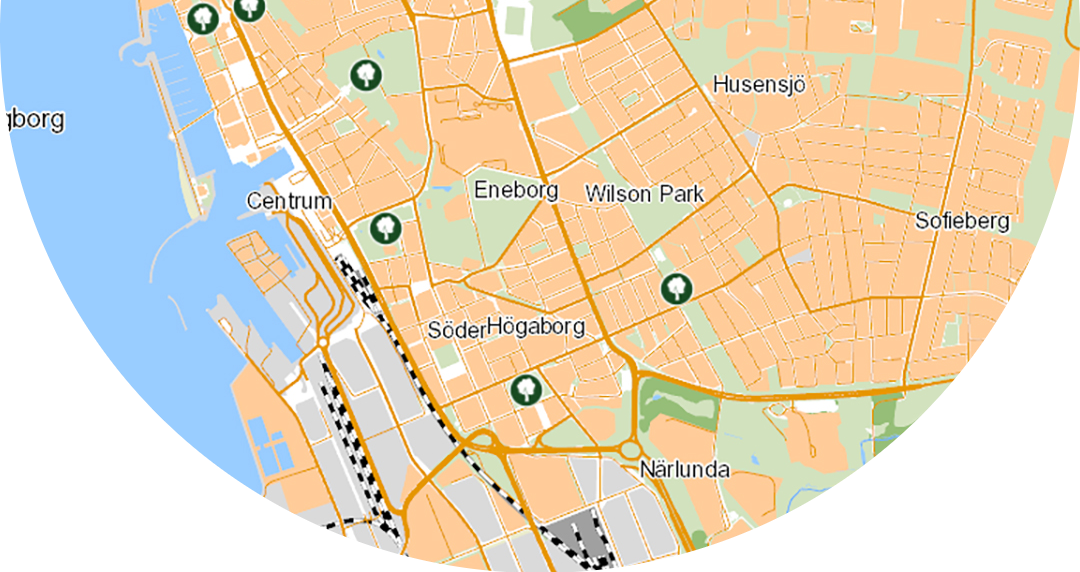 Husensjö
gborg
Eneborg
Wilson Park
Centrum
Sofieberg
Söder
Högaborg
Närlunda